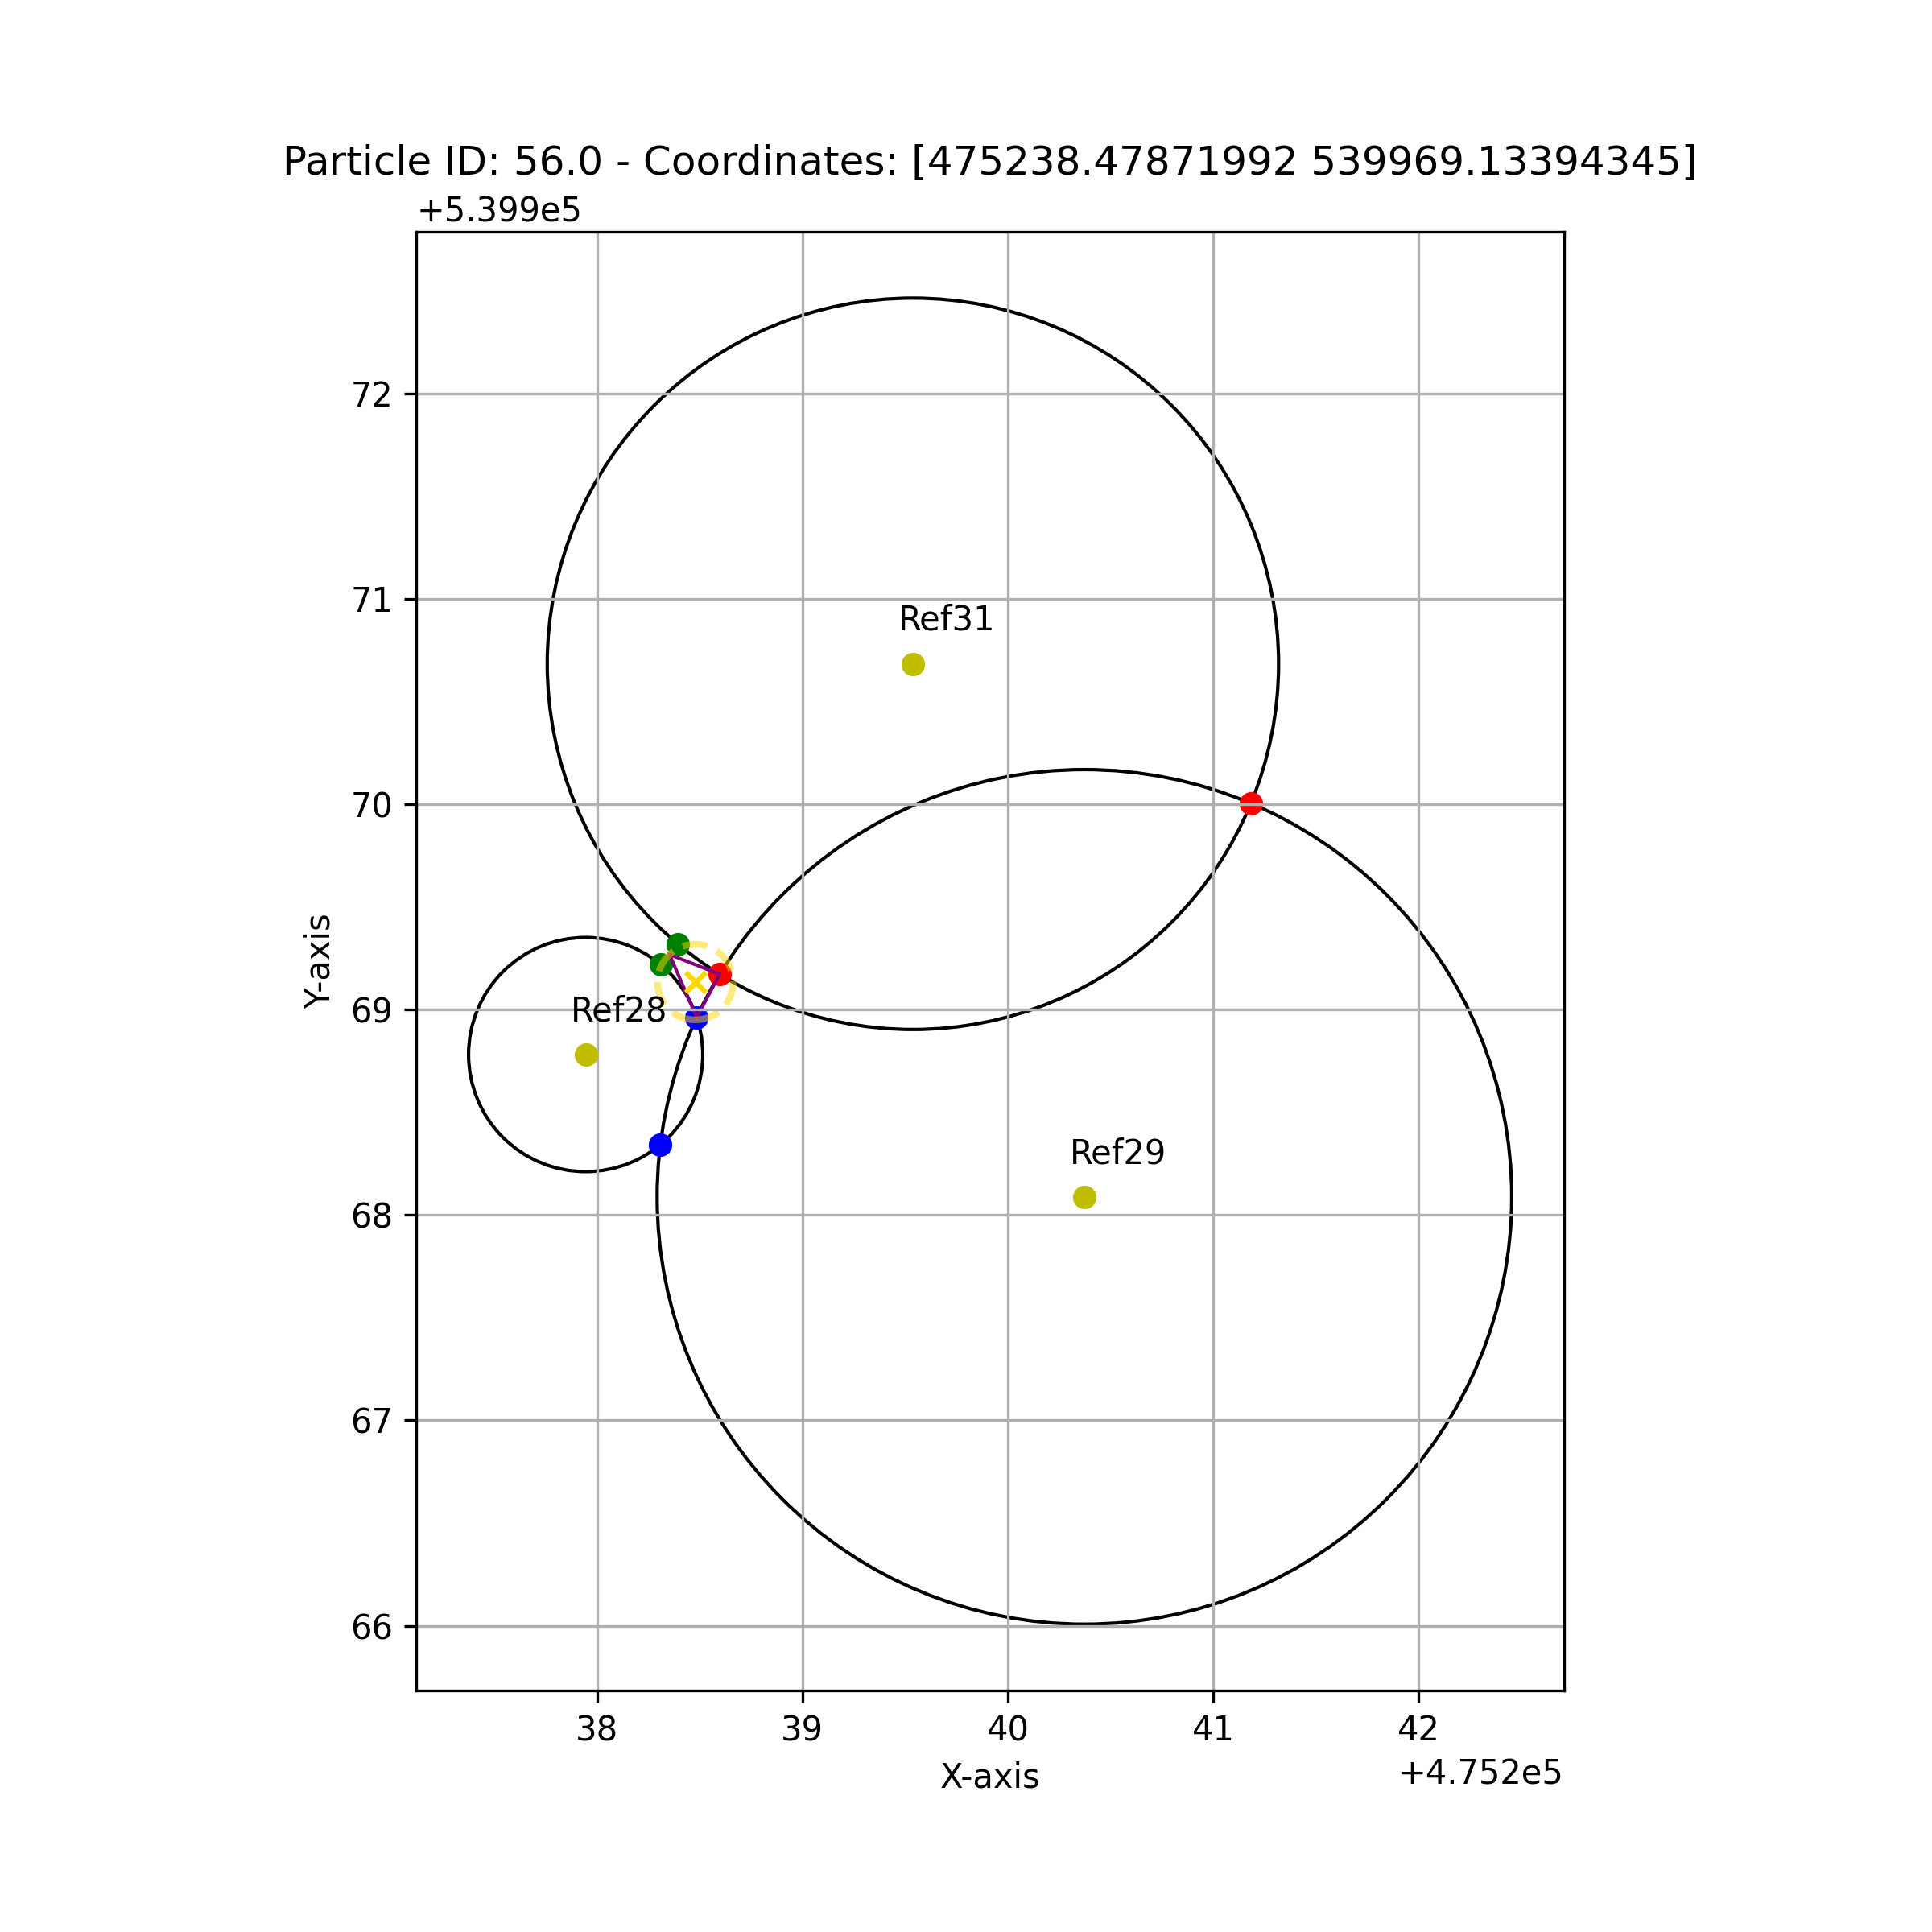 Particle ID: 56.0 - Coordinates: [475238.47871992 539969.13394345]
+5.399e5
72
71
Ref31
70
Y-axis
69
Ref28
Ref29
68
67
66
38 39 40 41 42
X-axis
+4.752e5